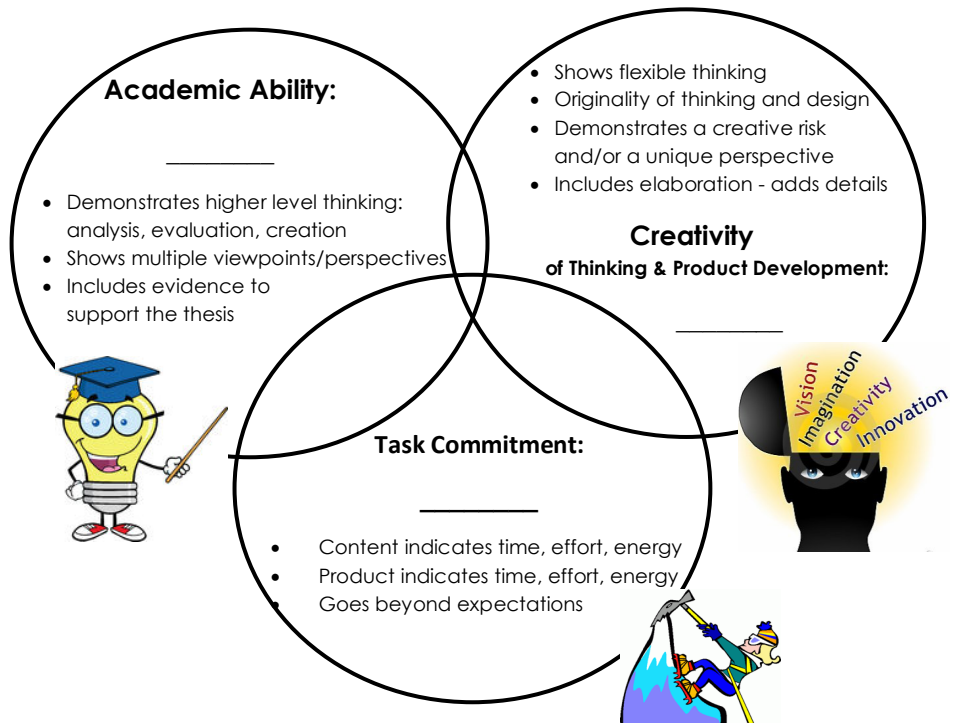 Academic Ability:
_________
• Demonstrates higher level thinking:
analysis, evaluation, creation
• Shows multiple viewpoints/perspectives
• Includes evidence to
support the thesis
• Shows flexible thinking
• Originality of thinking and design
• Demonstrates a creative risk
and/or a unique perspective
• Includes elaboration - adds details
Creativity
of Thinking & Product Development:
_________
Vision
Imagination
Creativity
Innovation
Task Commitment:
_________
• Content indicates time, effort, energy
• Product indicates time, effort, energy
• Goes beyond expectations